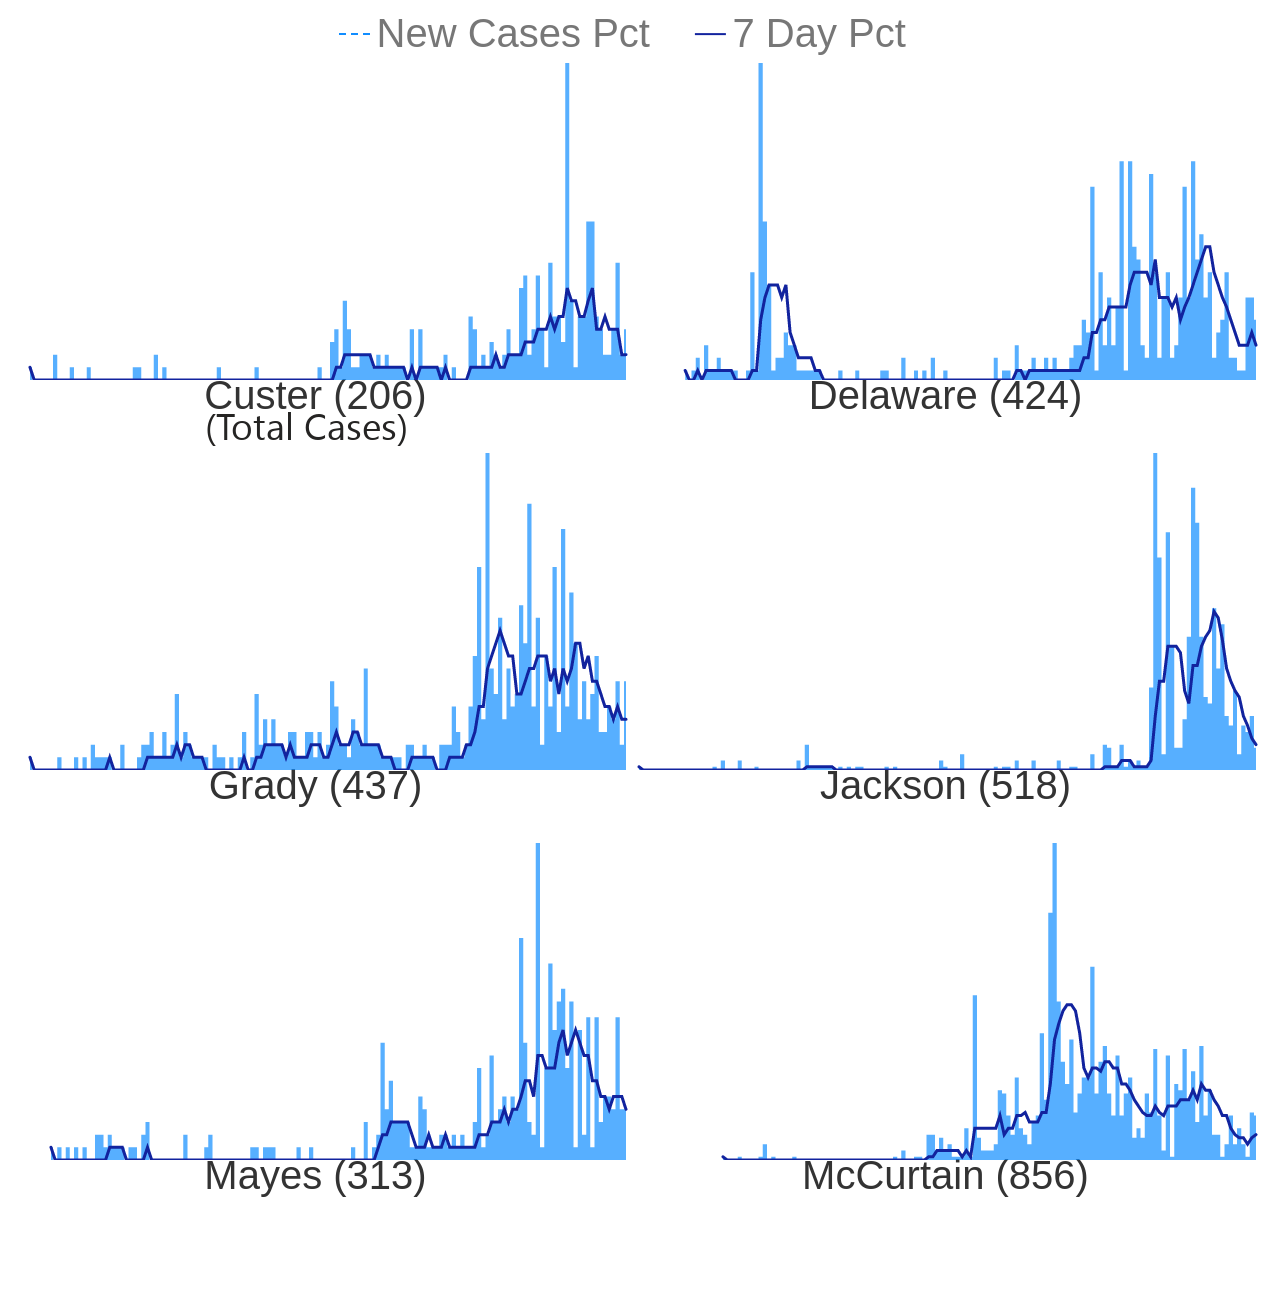 New Cases Pct 7 Day Pct
Custer (206) Delaware (424)
(Total Cases)
Grady (437) Jackson (518)
Mayes (313) McCurtain (856)